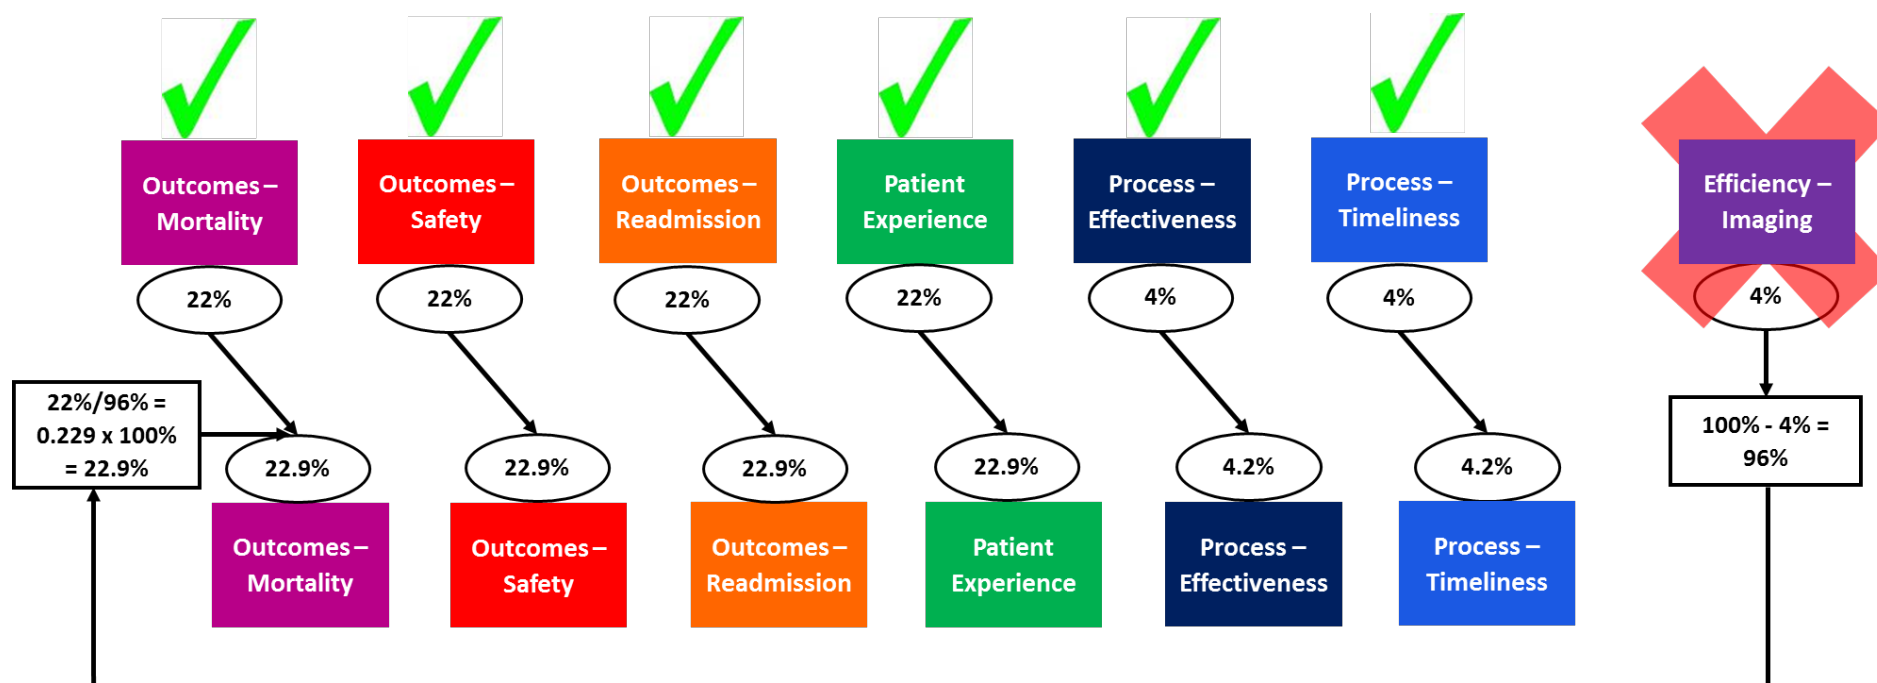 Outcomes –
Mortality
Outcomes –
Safety
Outcomes –
Readmission
Patient
Experience
Process –
Effectiveness
Process –
Timeliness
Efficiency –
Imaging
22%
22%
22%
22%
4%
4%
4%
22%/96% =
0.229 x 100%
= 22.9%
100% - 4% =
96%
22.9%
22.9%
22.9%
22.9%
4.2%
4.2%
Outcomes –
Mortality
Outcomes –
Safety
Outcomes –
Readmission
Patient
Experience
Process –
Effectiveness
Process –
Timeliness